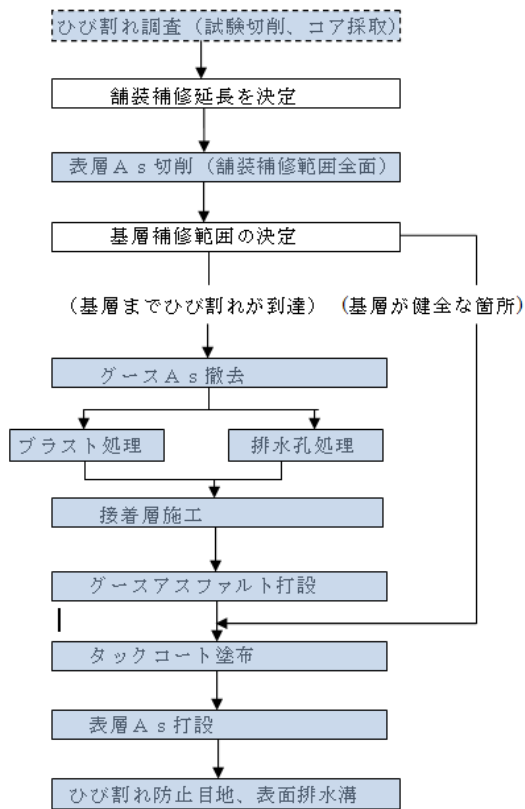 ひび割れ調査（試験切削、コア採取）
舗装補修延長を決定
表層Ａｓ切削（舗装補修範囲全面）
基層補修範囲の決定
（基層までひび割れが到達）
（基層が健全な箇所）
グースＡｓ撤去
ブラスト処理
排水孔処理
接着層施工
グースアスファルト打設
タックコート塗布
表層Ａｓ打設
ひび割れ防止目地、表面排水溝